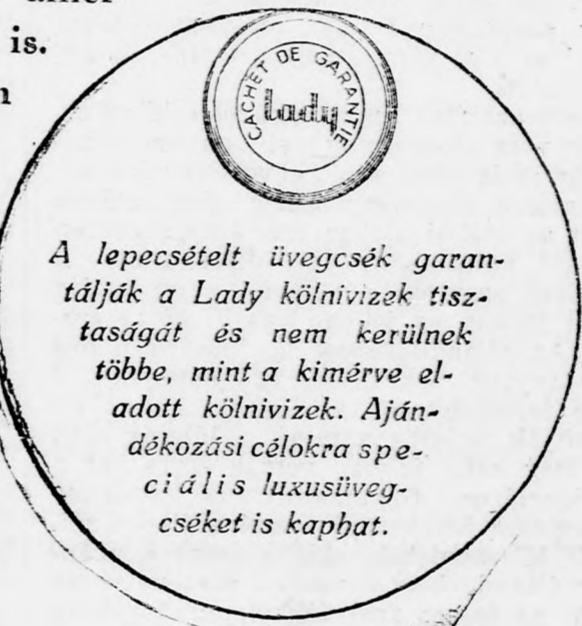 is.
CACHET DE GARANTIE
Lady
A lepecsételt üvegcsék garan-
tálják a Lady kölnivizek tisz-
taságát és nem kerülnek
többe, mint a kimérve el-
adott kölnivizek. Aján-
dékozási célokra spe-
ciális luxusüveg-
cséket is kaphat.